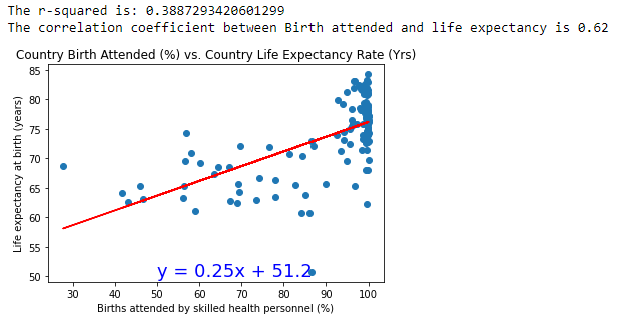 The r-squared is: 0.3887293420601299
The correlation coefficient between Birth attended and life expectancy is 0.62
Country Birth Attended (%) vs. Country Life Expectancy Rate (Yrs)
85
80
75
70
65
60
55
50
Life expectancy at birth (years)
y = 0.25x + 51.2
30 40 50 60 70 80 90 100
Births attended by skilled health personnel (%)